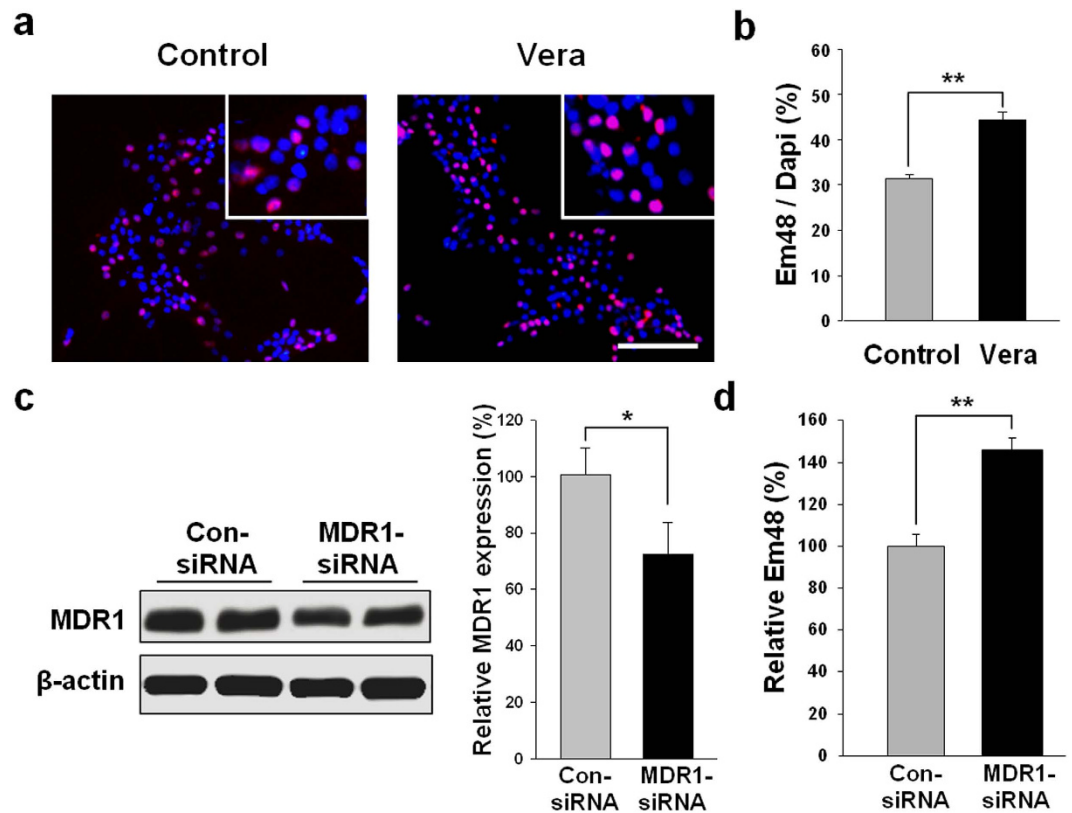 a
Control
Vera
b
Em48 / Dapi (%)
60
50
40
30
20
10
0
**
Control
Vera
c
Con-
siRNA
MDR1-
siRNA
MDR1
β-actin
Relative MDR1 expression (%)
120
100
80
60
40
20
0
*
Con-
siRNA
MDR1-
siRNA
d
Relative Em48 (%)
160
140
120
100
80
60
40
20
0
**
Con-
siRNA
MDR1-
siRNA